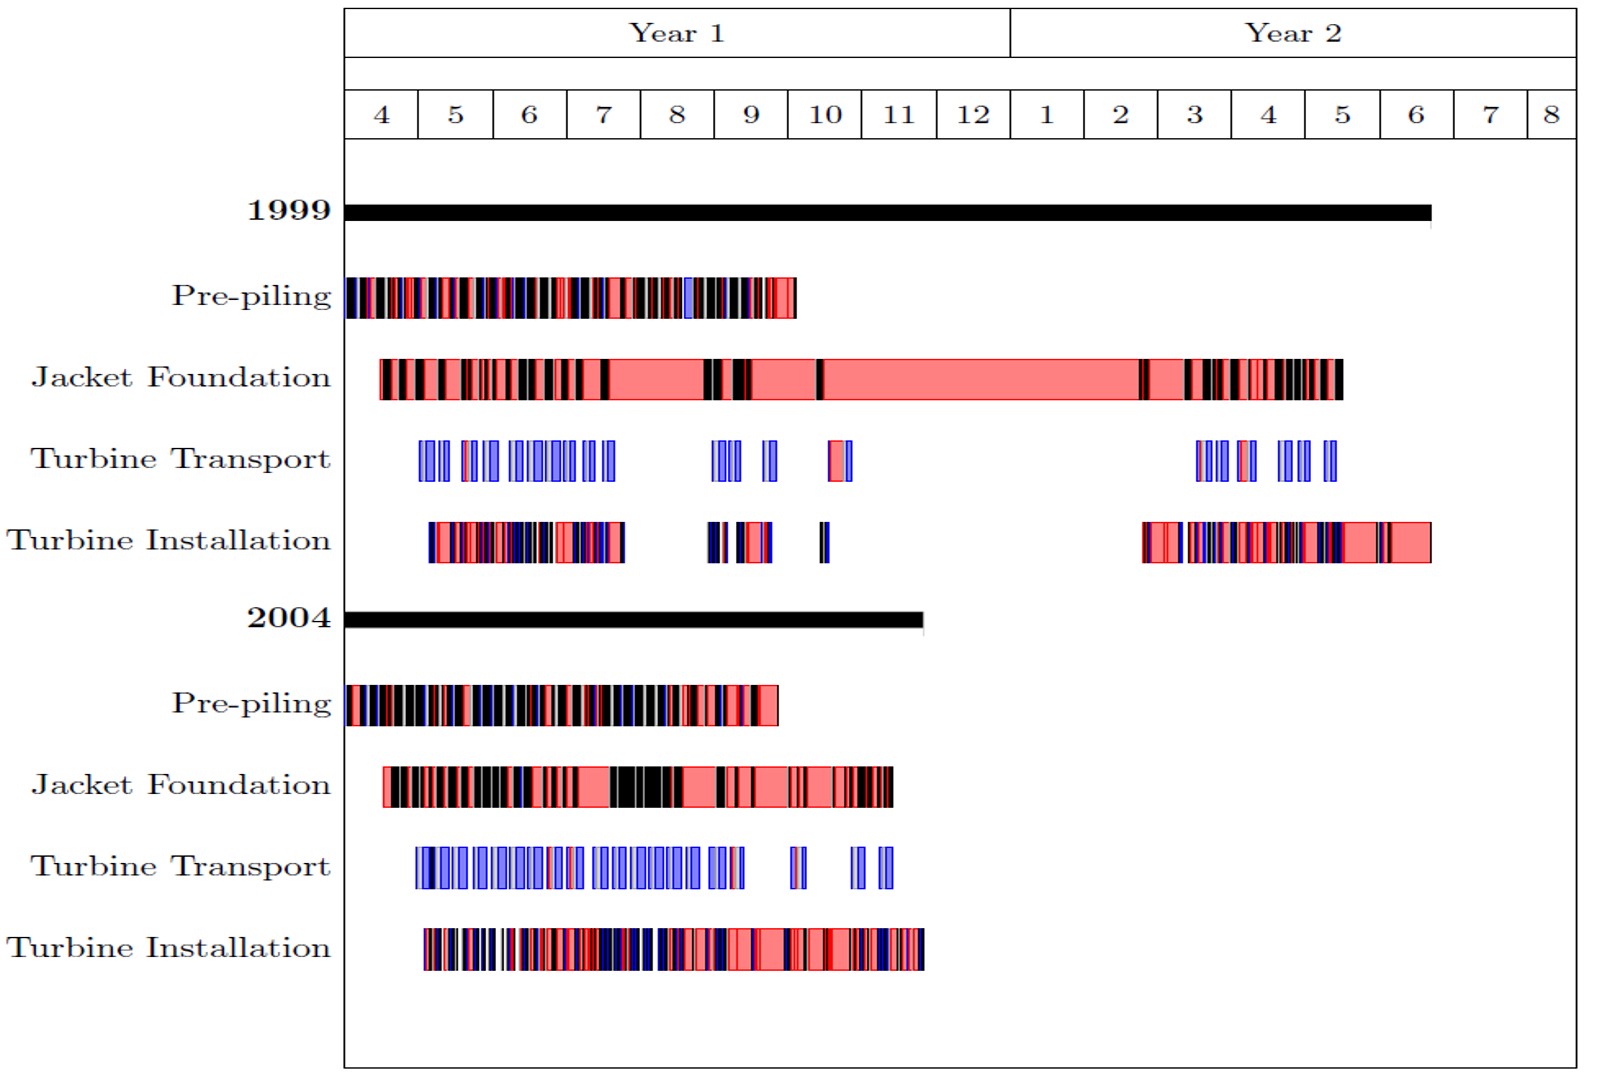 Year 1 Year 2
4 5 6 7 8 9 10 11 12 1 2 3 4 5 6 7 8
1999
Pre-piling
Jacket Foundation
Turbine Transport
Turbine Installation
2004
Pre-piling
Jacket Foundation
Turbine Transport
Turbine Installation